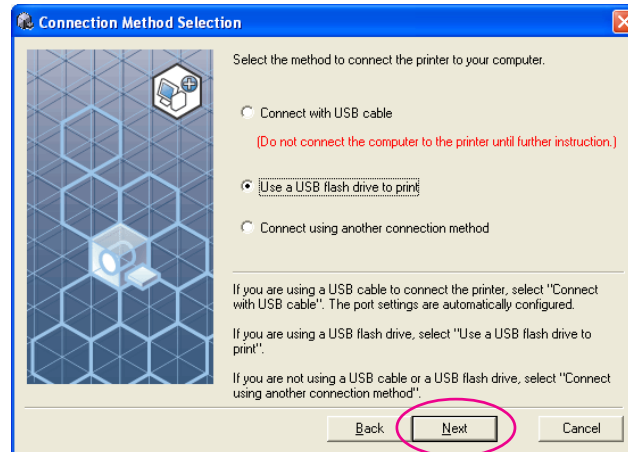 Connection Method Selection
Select the method to connect the printer to your computer.
Connect with USB cable
(Do not connect the computer to the printer until further instruction.)
Use a USB flash drive to print
Connect using another connection method
If you are using a USB cable to connect the printer, select "Connect
with USB cable". The port settings are automatically configured.
If you are using a USB flash drive, select "Use a USB flash drive to
print".
If you are not using a USB cable or a USB flash drive, select "Connect
using another connection method".
Back Next Cancel